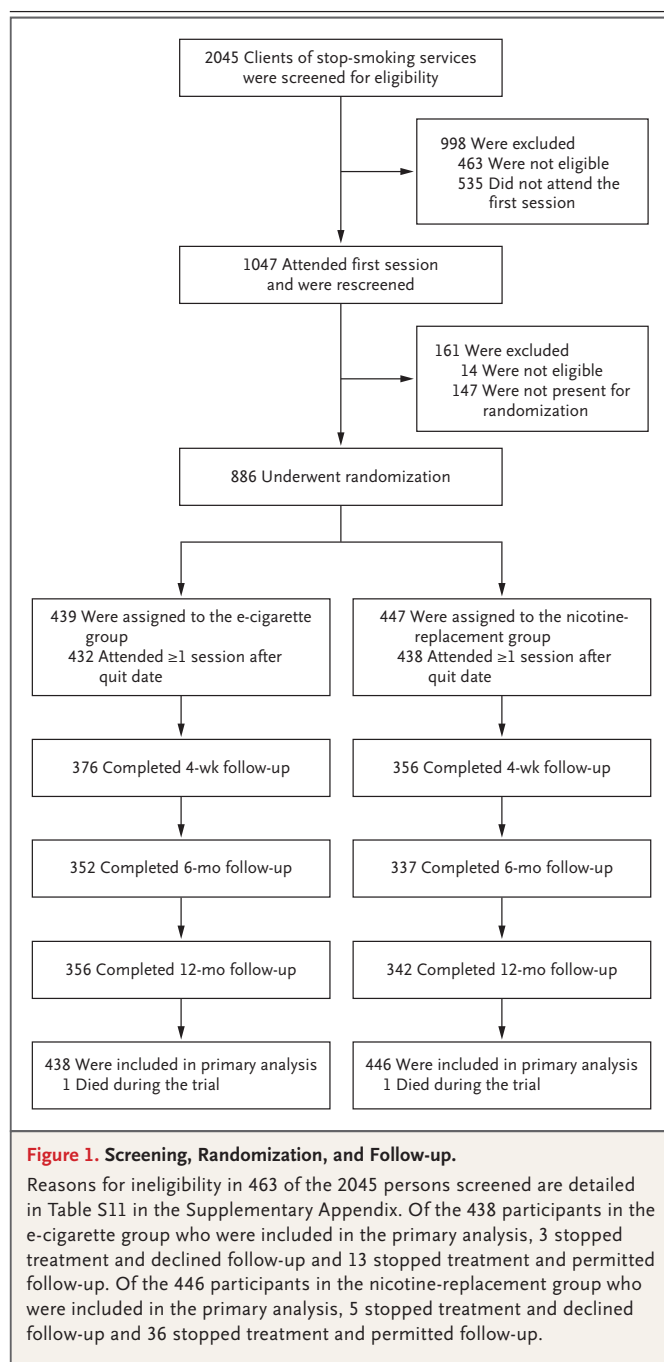 2045 Clients of stop-smoking services
were screened for eligibility
998 Were excluded
463 Were not eligible
535 Did not attend the
first session
1047 Attended first session
and were rescreened
161 Were excluded
14 Were not eligible
147 Were not present for
randomization
886 Underwent randomization
439 Were assigned to the e-cigarette
group
432 Attended ≥1 session after
quit date
447 Were assigned to the nicotine-
replacement group
438 Attended ≥1 session after
quit date
376 Completed 4-wk follow-up
356 Completed 4-wk follow-up
352 Completed 6-mo follow-up
337 Completed 6-mo follow-up
356 Completed 12-mo follow-up
342 Completed 12-mo follow-up
438 Were included in primary analysis
1 Died during the trial
446 Were included in primary analysis
1 Died during the trial
Figure 1. Screening, Randomization, and Follow-up.
Reasons for ineligibility in 463 of the 2045 persons screened are detailed
in Table S11 in the Supplementary Appendix. Of the 438 participants in the
e-cigarette group who were included in the primary analysis, 3 stopped
treatment and declined follow-up and 13 stopped treatment and permitted
follow-up. Of the 446 participants in the nicotine-replacement group who
were included in the primary analysis, 5 stopped treatment and declined
follow-up and 36 stopped treatment and permitted follow-up.